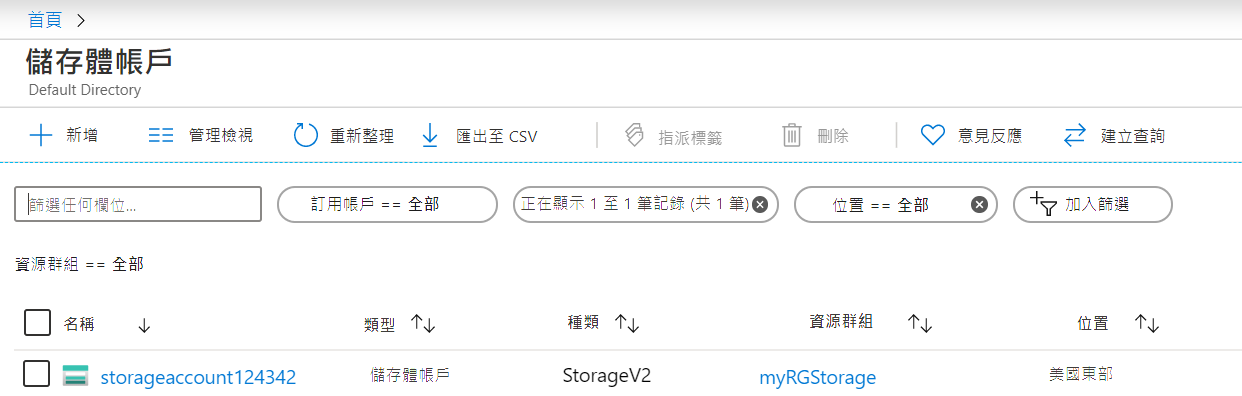 首頁 >
儲存體帳戶
Default Directory
新增 管理檢視 重新整理 匯出至 CSV 指派標籤 刪除 意見反應 建立查詢
篩選任何欄位... 訂用帳戶 == 全部 正在顯示 1 至 1 筆記錄 (共 1 筆) 位置 == 全部 加入篩選
資源群組 == 全部
名稱 ↓ 類型 ↑↓ 種類 ↑↓ 資源群組 ↑↓ 位置 ↑↓
storageaccount124342 儲存體帳戶 StorageV2 myRGStorage 美國東部